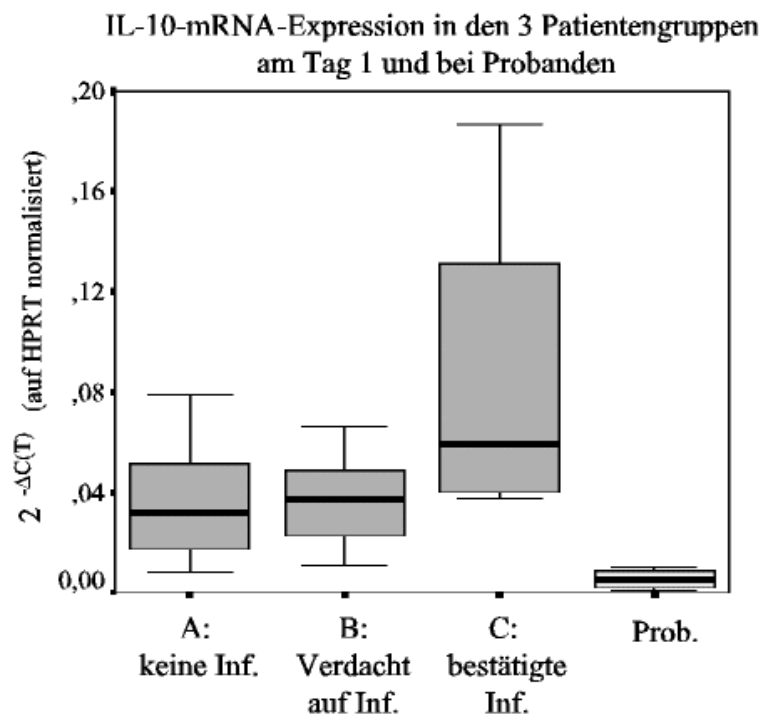 IL-10-mRNA-Expression in den 3 Patientengruppen
am Tag 1 und bei Probanden
2 -ΔC(T) (auf HPRT normalisiert)
,20
,16
,12
,08
,04
0,00
A:
keine Inf.
B:
Verdacht
auf Inf.
C:
bestätigte
Inf.
Prob.